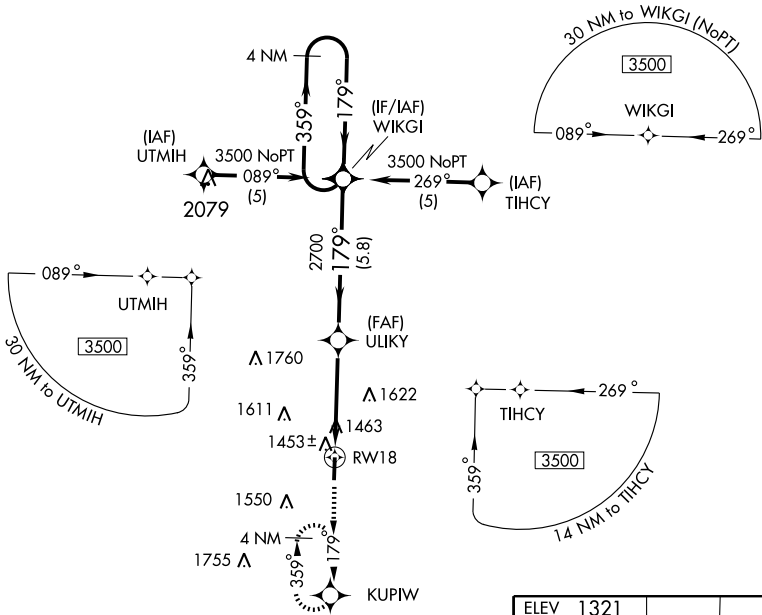 30 NM to WIKGI (NoPT)
3500
WIKGI
089°
269°
4 NM
359°
179°
(IF/IAF)
WIKGI
(IAF)
UTMIH
3500 NoPT
089°
(5)
2079
3500 NoPT
269°
(5)
(IAF)
TIHCY
2700
179°
(5.8)
089°
UTMIH
3500
359°
30 NM to UTMIH
(FAF)
ULIKY
1760
1622
1611
1463
1453±
RW18
269°
TIHCY
3500
359°
14 NM to TIHCY
1550
4 NM
1755
359°
179°
KUPIW
ELEV 1321